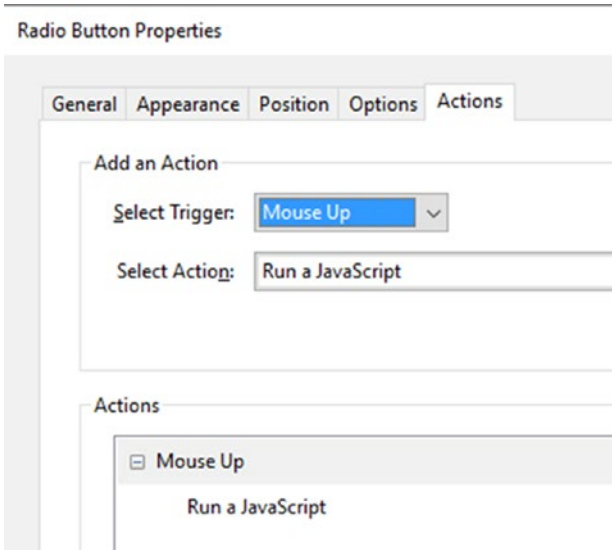 Radio Button Properties
General Appearance Position Options Actions
Add an Action
Select Trigger: Mouse Up
Select Action: Run a JavaScript
Actions
Mouse Up
Run a JavaScript